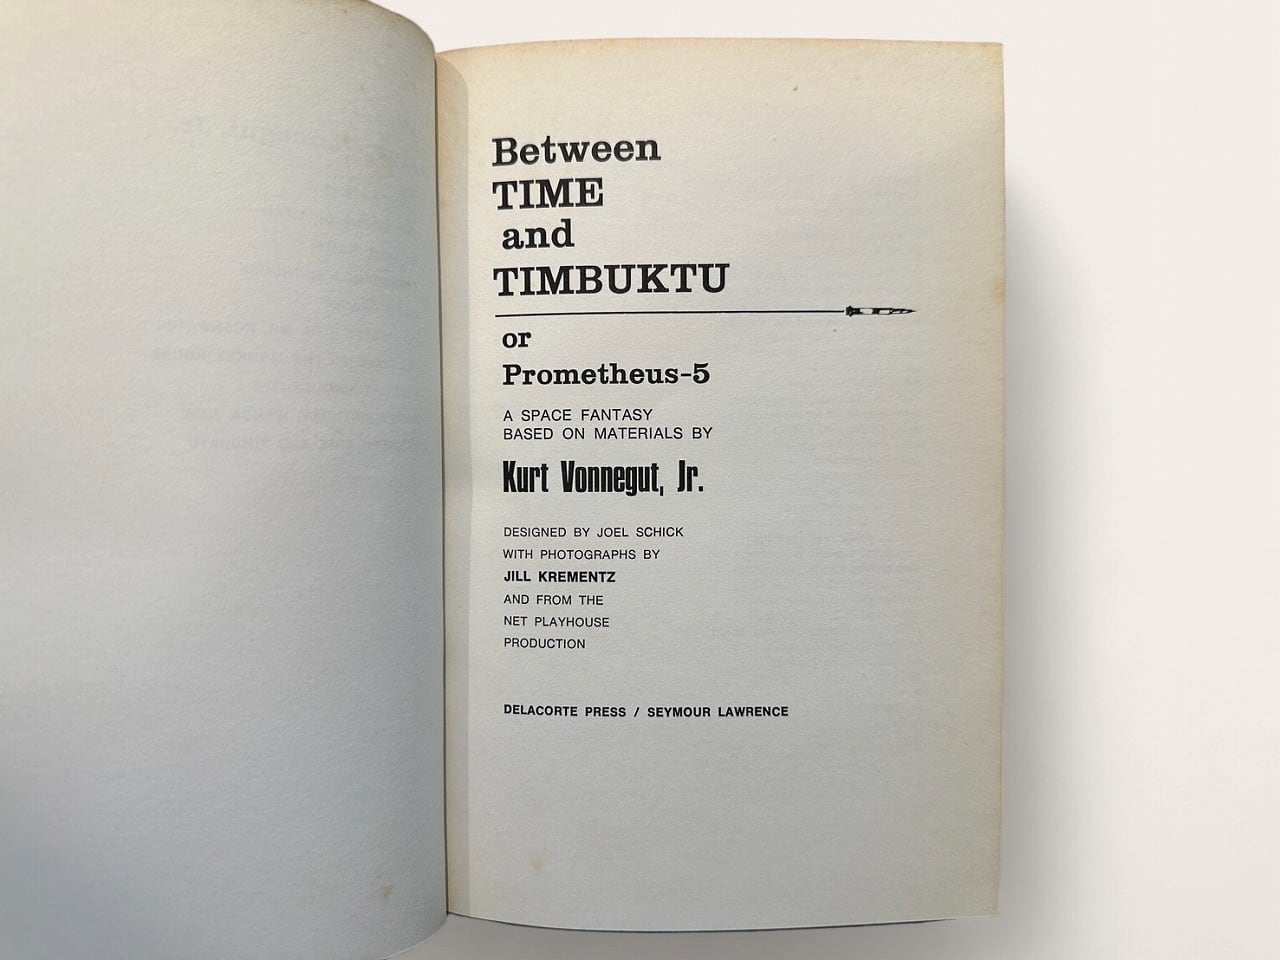 Between
TIME
and
TIMBUKTU
or
Prometheus-5
A SPACE FANTASY
BASED ON MATERIALS BY
Kurt Vonnegut, Jr.
DESIGNED BY JOEL SCHICK
WITH PHOTOGRAPHS BY
JILL KREMENTZ
AND FROM THE
NET PLAYHOUSE
PRODUCTION
DELACORTE PRESS / SEYMOUR LAWRENCE